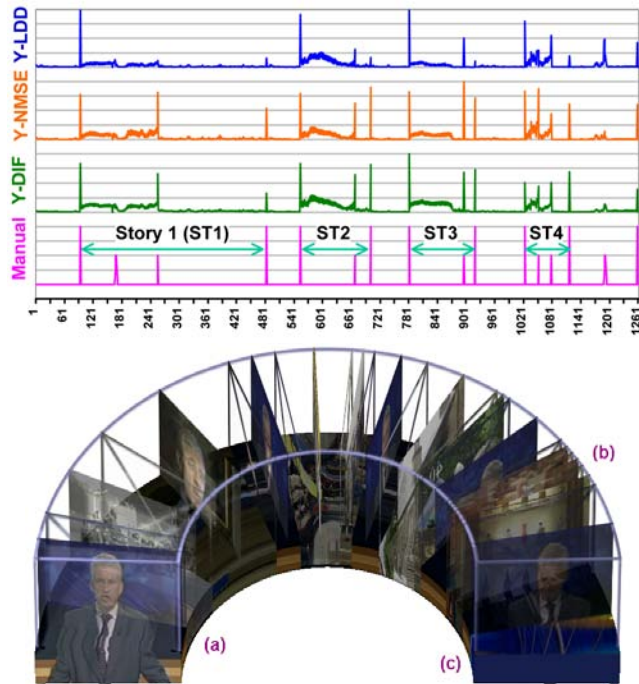 Y-LDD
Y-NMSE
Y-DIF
Manual
Story 1 (ST1)
ST2
ST3
ST4
1 61 121 181 241 301 361 421 481 541 601 661 721 781 841 901 961 1021 1081 1141 1201 1261
(b)
(a)
(c)